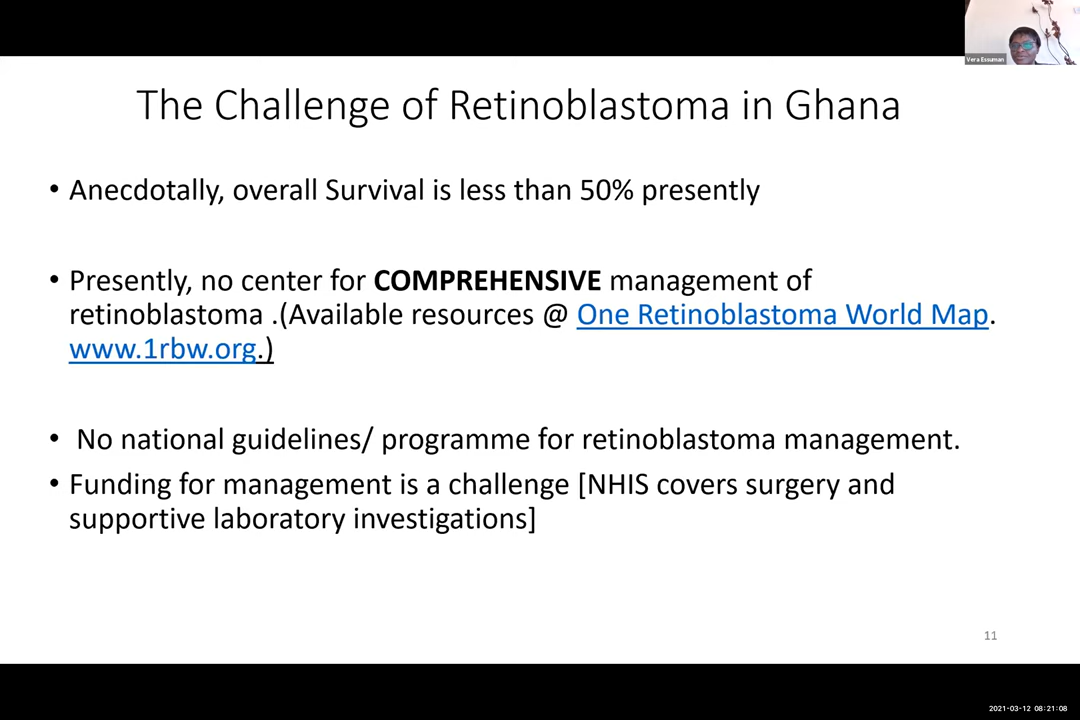 Vera Essuman
The Challenge of Retinoblastoma in Ghana
• Anecdotally, overall Survival is less than 50% presently
• Presently, no center for COMPREHENSIVE management of
retinoblastoma .(Available resources @ One Retinoblastoma World Map.
www.1rbw.org.)
• No national guidelines/ programme for retinoblastoma management.
• Funding for management is a challenge [NHIS covers surgery and
supportive laboratory investigations]
11
2021-03-12 08:21:08